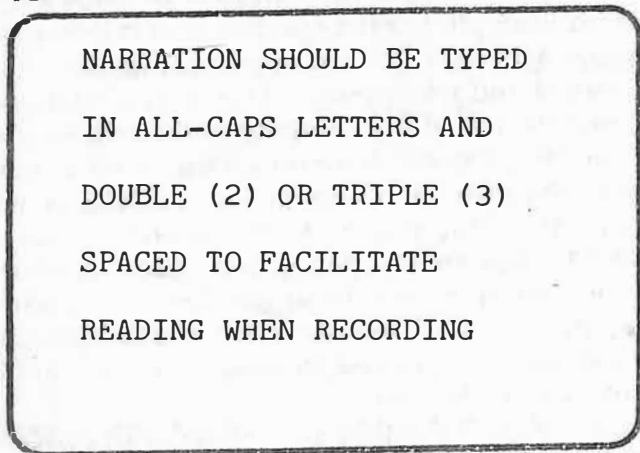 NARRATION SHOULD BE TYPED
IN ALL-CAPS LETTERS AND
DOUBLE (2) OR TRIPLE (3)
SPACED TO FACILITATE
READING WHEN RECORDING